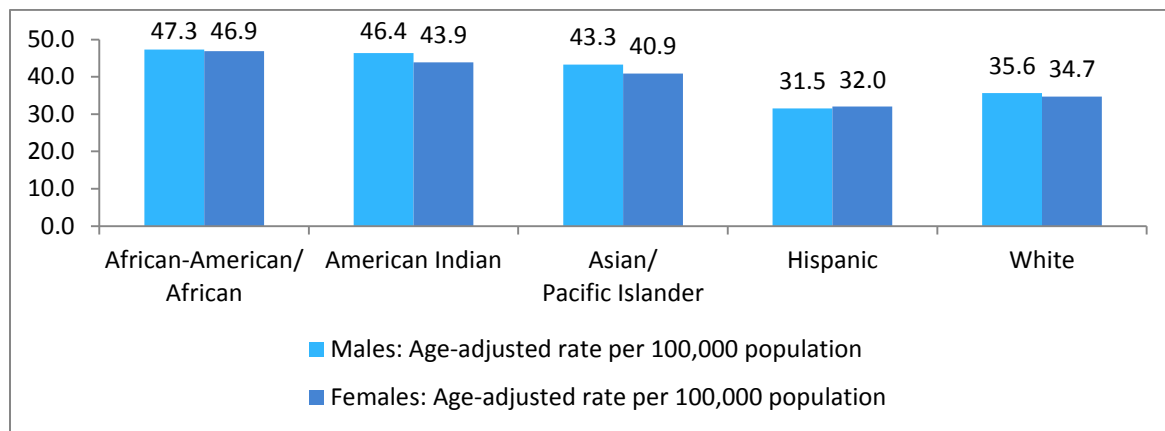 50.0
40.0
30.0
20.0
10.0
0.0
47.3 46.9
46.4 43.9
43.3 40.9
31.5 32.0
35.6 34.7
African-American/
African
American Indian
Asian/
Pacific Islander
Hispanic
White
Males: Age-adjusted rate per 100,000 population
Females: Age-adjusted rate per 100,000 population